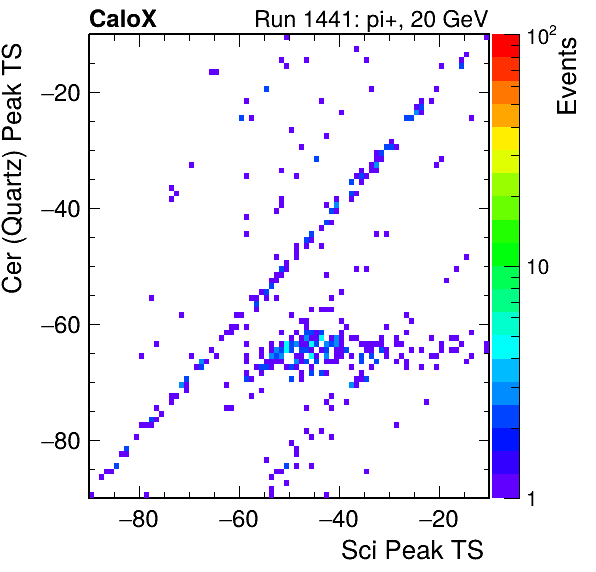 CaloX Run 1441: pi+, 20 GeV
Cer (Quartz) Peak TS
−20
−40
−60
−80
−80 −60 −40 −20
Sci Peak TS
10²
10
1
Events